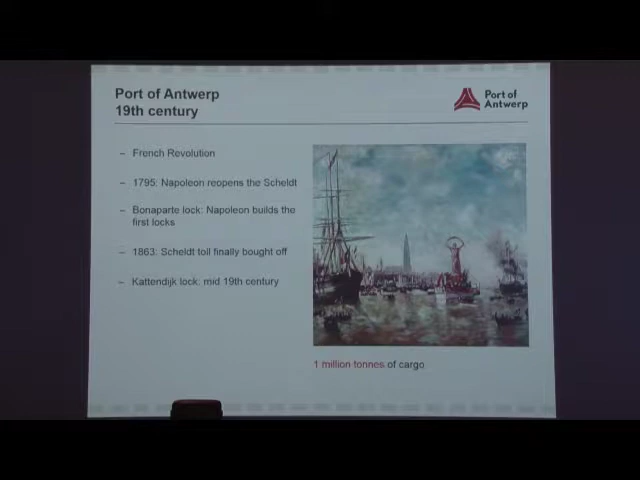 Port of Antwerp
19th century
Port of
Antwerp
– French Revolution
– 1795: Napoleon reopens the Scheldt
– Bonaparte lock: Napoleon builds the
first locks
– 1863: Scheldt toll finally bought off
– Kattendijk lock: mid 19th century
1 million tonnes of cargo